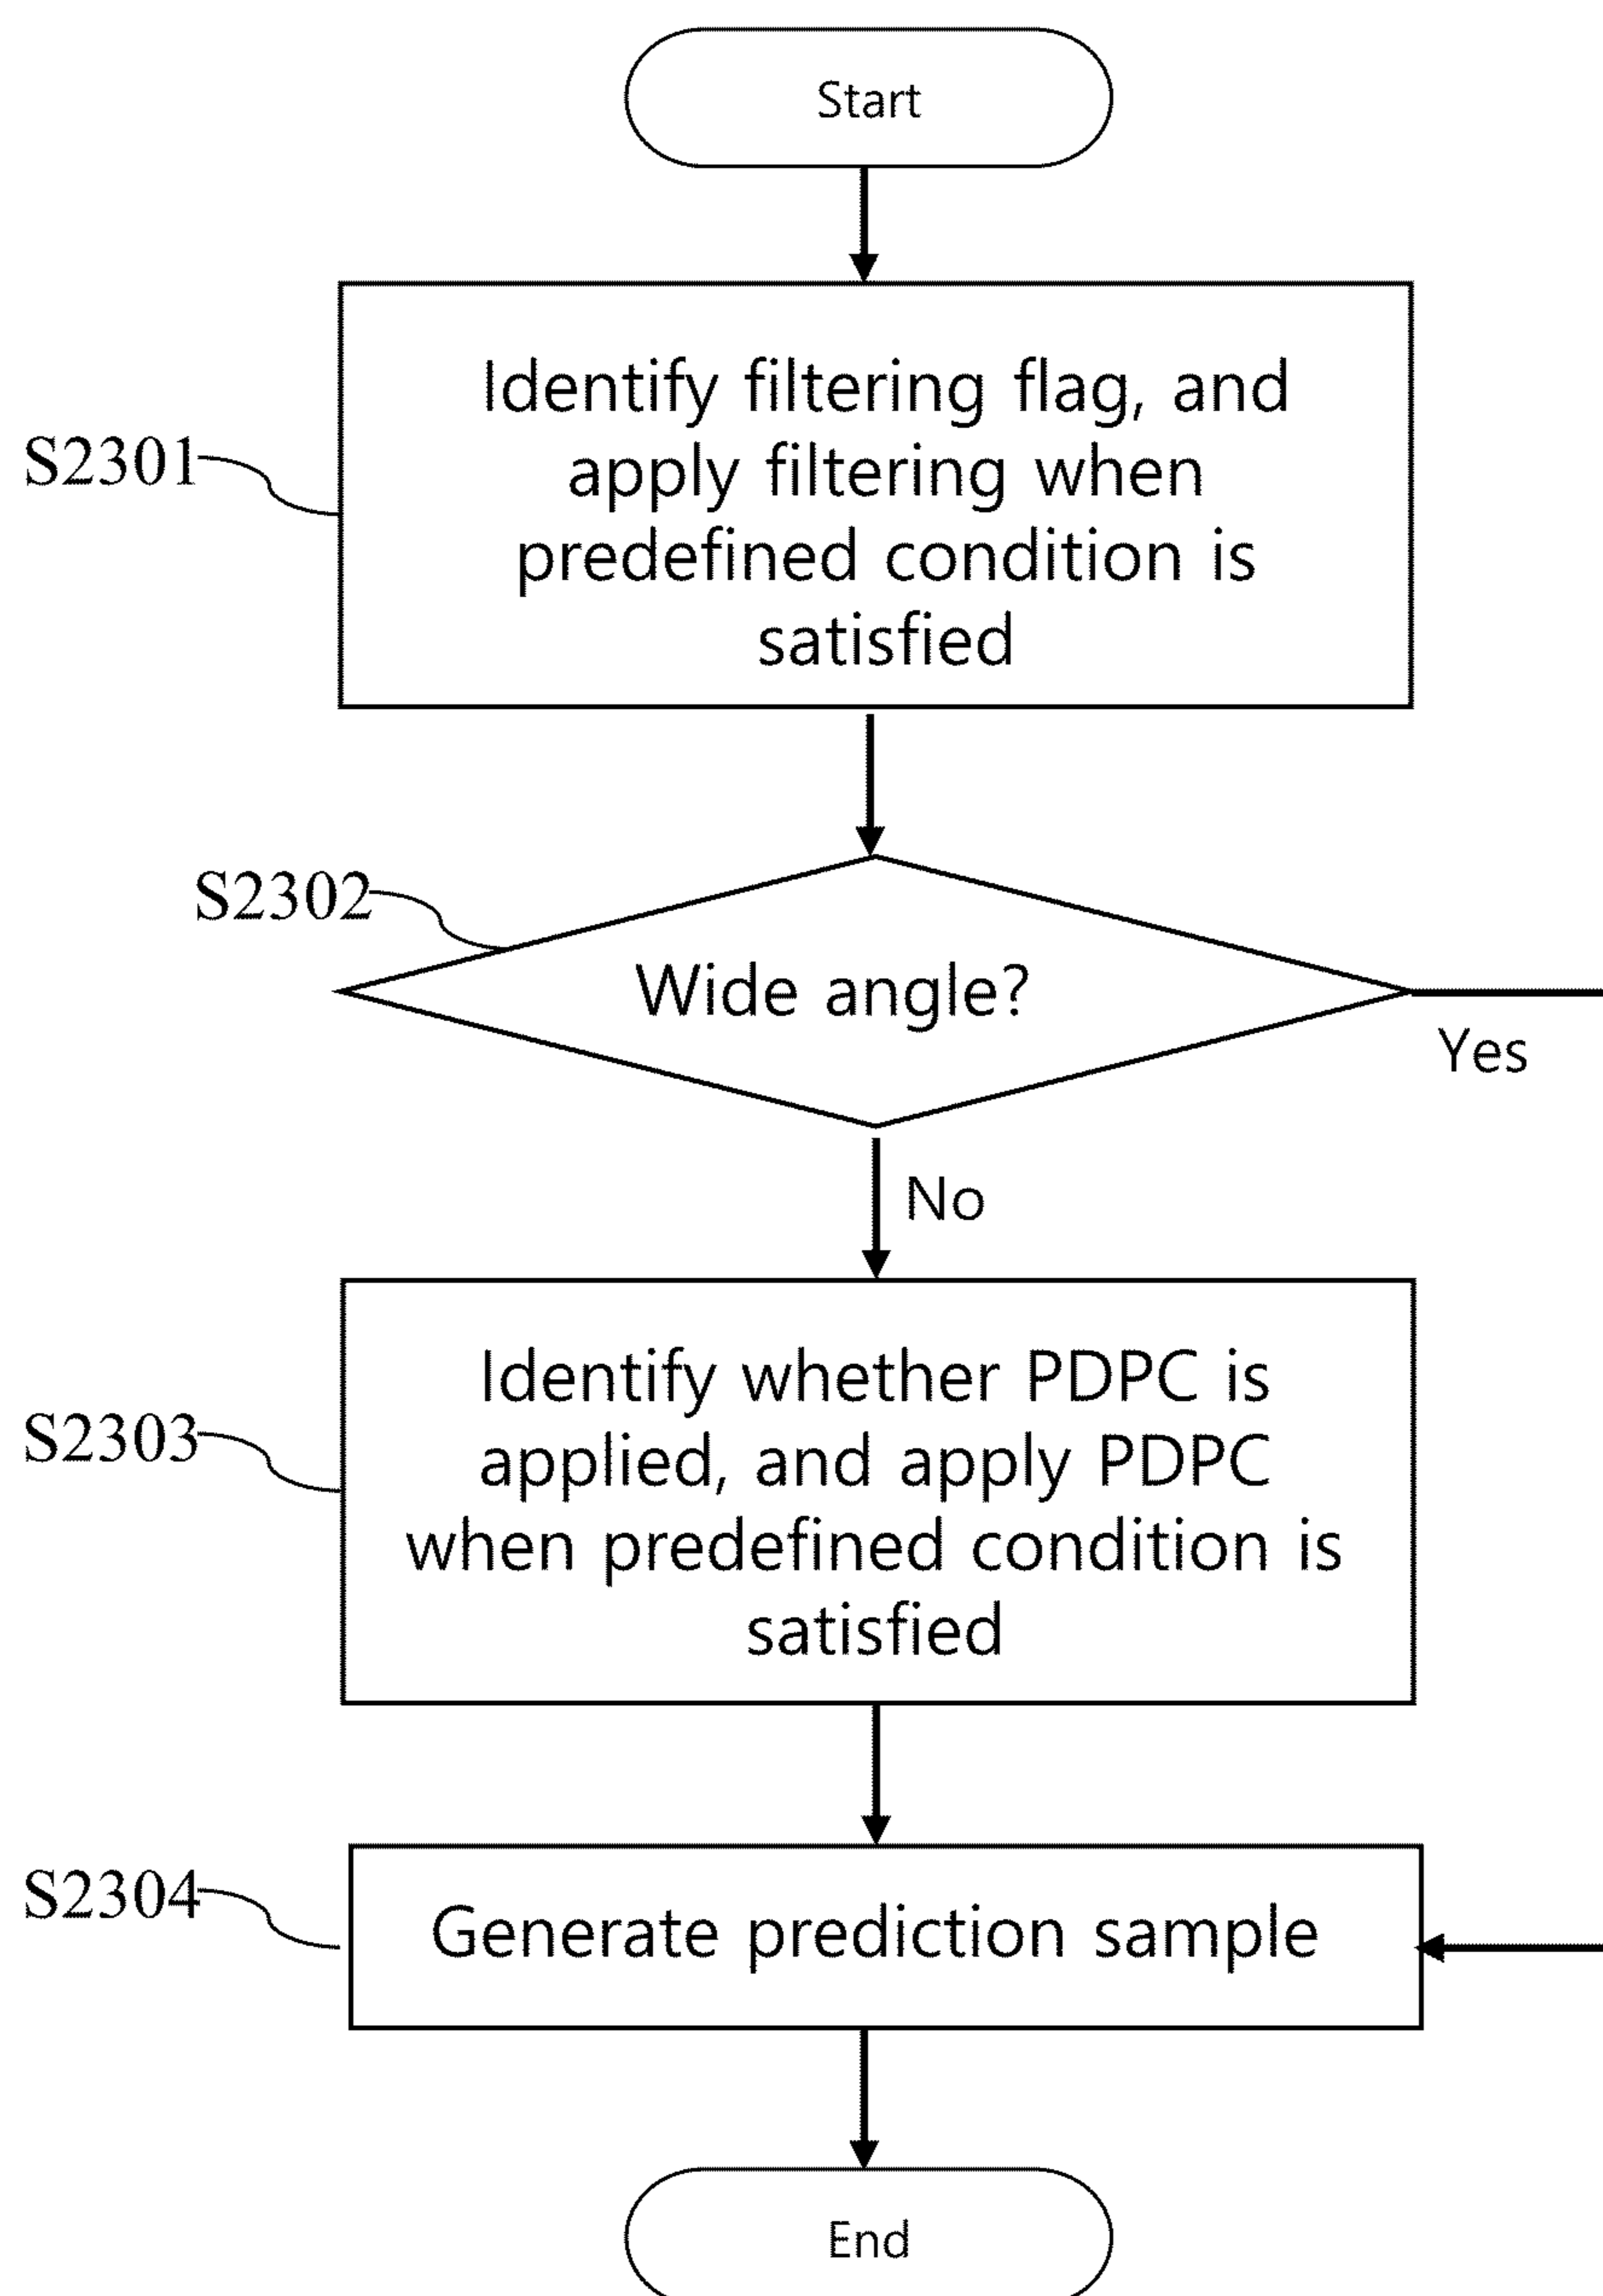 Start
S2301
Identify filtering flag, and
apply filtering when
predefined condition is
satisfied
S2302
Wide angle?
Yes
No
S2303
Identify whether PDPC is
applied, and apply PDPC
when predefined condition is
satisfied
S2304
Generate prediction sample
End